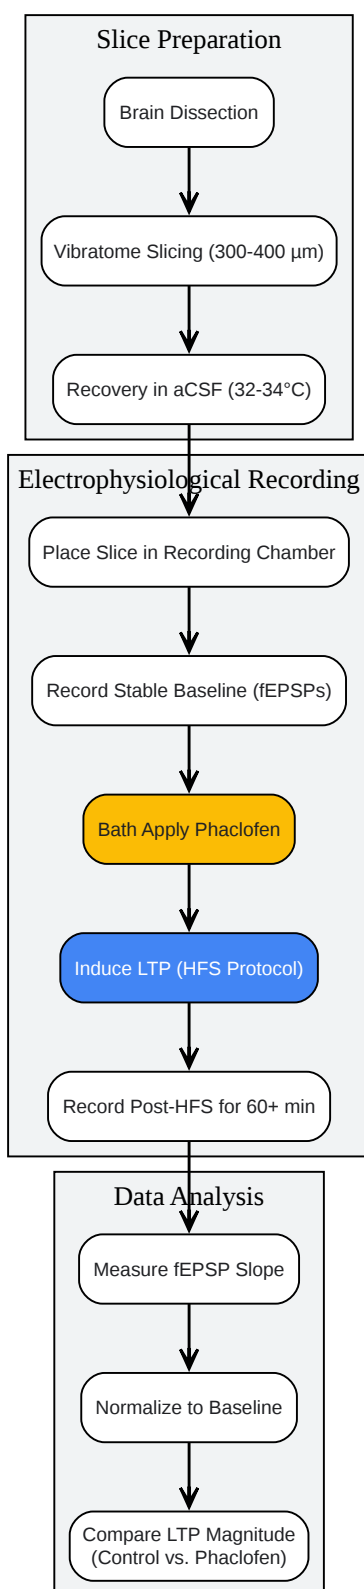 Slice Preparation
Brain Dissection
Vibratome Slicing (300-400 µm)
Recovery in aCSF (32-34°C)
Electrophysiological Recording
Place Slice in Recording Chamber
Record Stable Baseline (fEPSPs)
Bath Apply Phaclofen
Induce LTP (HFS Protocol)
Record Post-HFS for 60+ min
Data Analysis
Measure fEPSP Slope
Normalize to Baseline
Compare LTP Magnitude
(Control vs. Phaclofen)